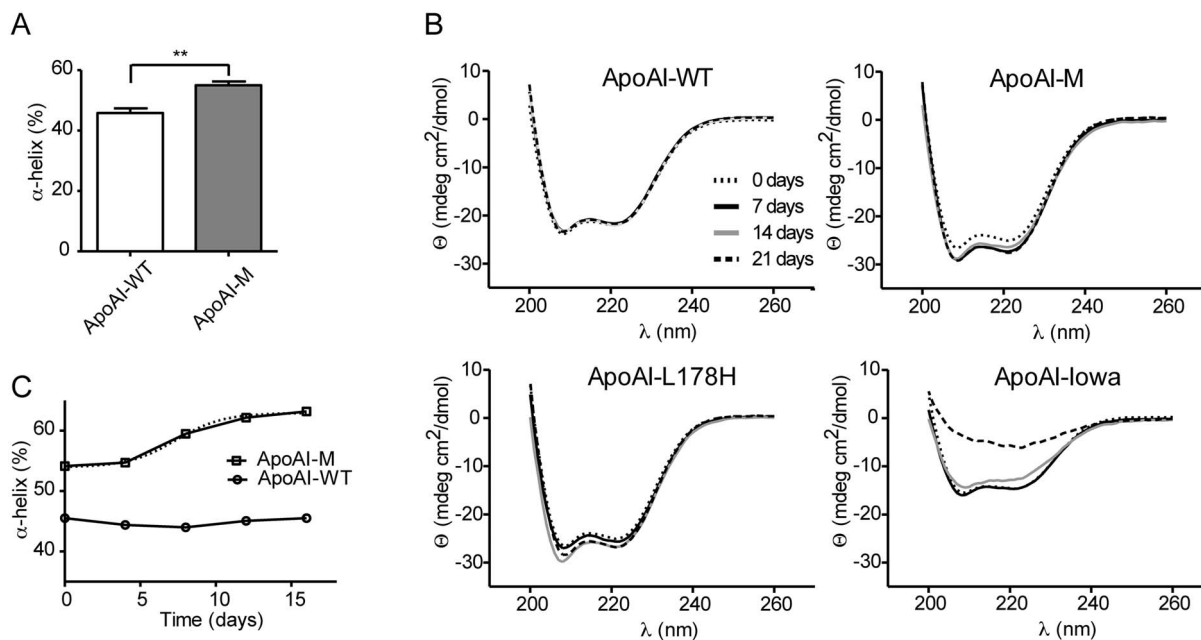 A
**
60
40
20
0
α-helix (%)
ApoAI-WT
ApoAI-M
B
ApoAI-WT
10
0
-10
-20
-30
Θ (mdeg cm²/dmol)
0 days
7 days
14 days
21 days
200 220 240 260
λ (nm)
ApoAI-M
10
0
-10
-20
-30
Θ (mdeg cm²/dmol)
200 220 240 260
λ (nm)
C
60
50
40
α-helix (%)
ApoAI-M
ApoAI-WT
0 5 10 15
Time (days)
ApoAI-L178H
10
0
-10
-20
-30
Θ (mdeg cm²/dmol)
200 220 240 260
λ (nm)
ApoAI-Iowa
10
0
-10
-20
-30
Θ (mdeg cm²/dmol)
200 220 240 260
λ (nm)